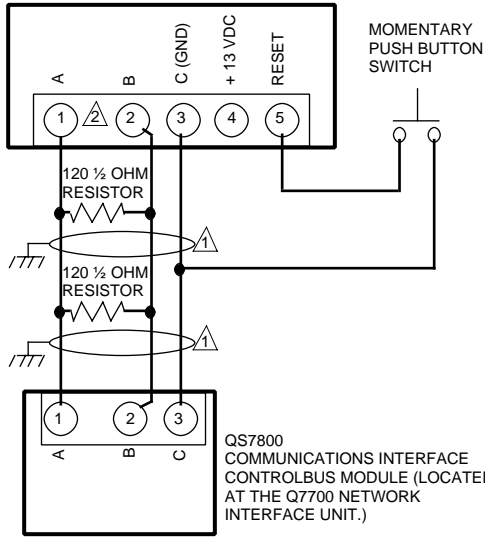 MOMENTARY
PUSH BUTTON
SWITCH
A
B
C (GND)
+ 13 VDC
RESET
1
2
2
3
4
5
120 ½ OHM
RESISTOR
1
120 ½ OHM
RESISTOR
1
1
2
3
A
B
C
QS7800
COMMUNICATIONS INTERFACE
CONTROLBUS MODULE (LOCATE
AT THE Q7700 NETWORK
INTERFACE UNIT.)